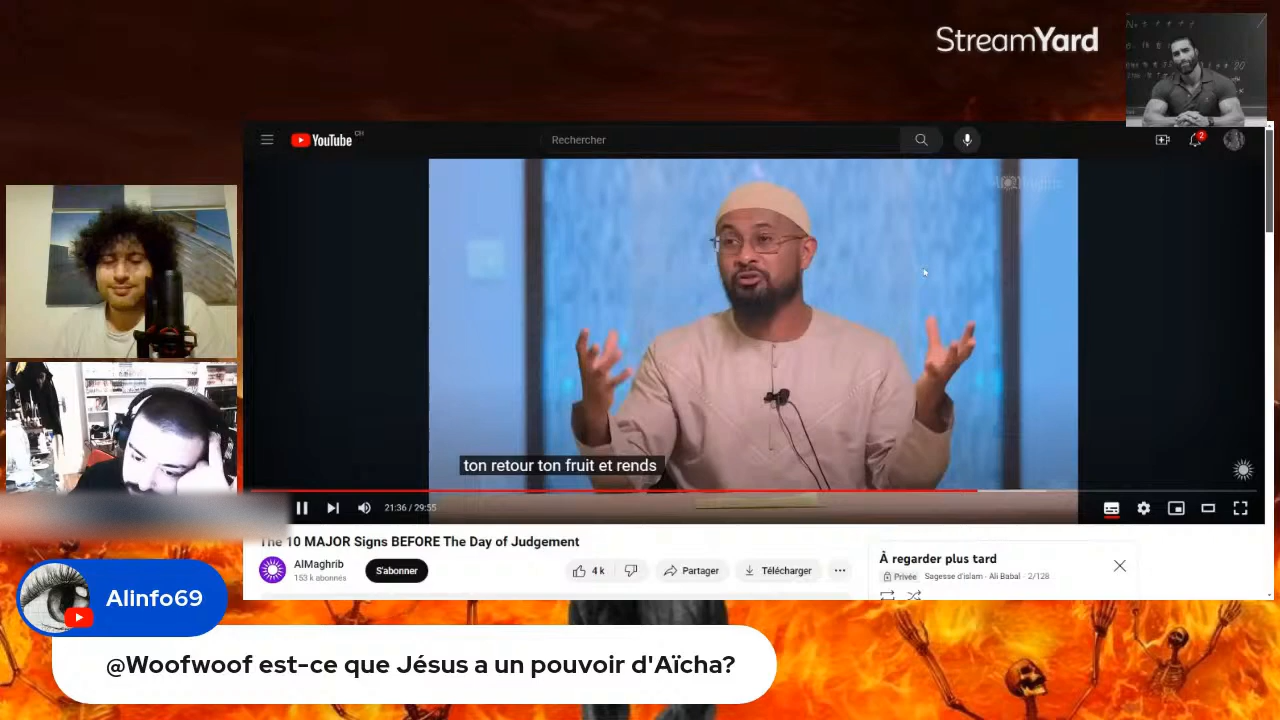 StreamYard
YouTube CH
Rechercher
2
ton retour ton fruit et rends
21:36 / 29:55
The 10 MAJOR Signs BEFORE The Day of Judgement
AlMaghrib
153 k abonnés
S'abonner
4 k
Partager
Télécharger
À regarder plus tard
Privée
Sagesse d'islam - Ali Babal - 2/128
Alinfo69
@Woofwoof est-ce que Jésus a un pouvoir d'Aïcha?